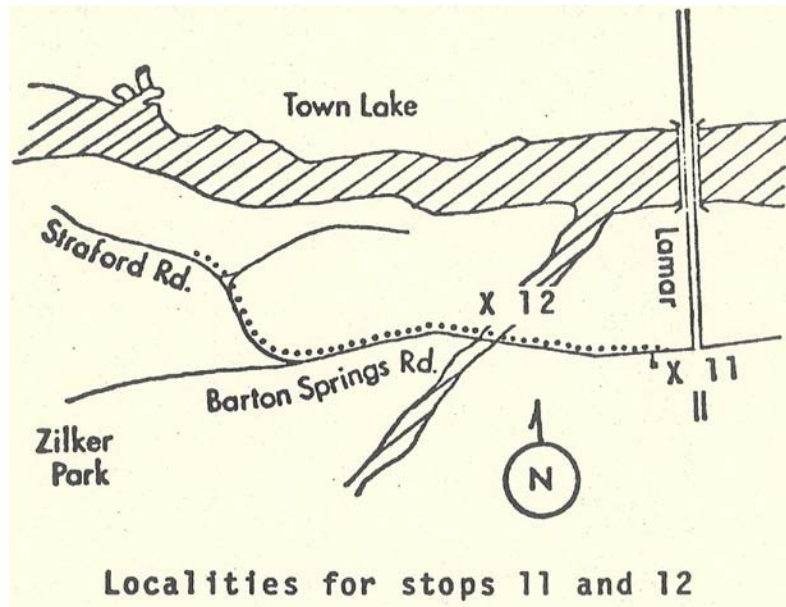 Town Lake
Straford Rd.
Lamar
X 12
Barton Springs Rd.
X 11
Zilker
Park
N
Localities for stops 11 and 12